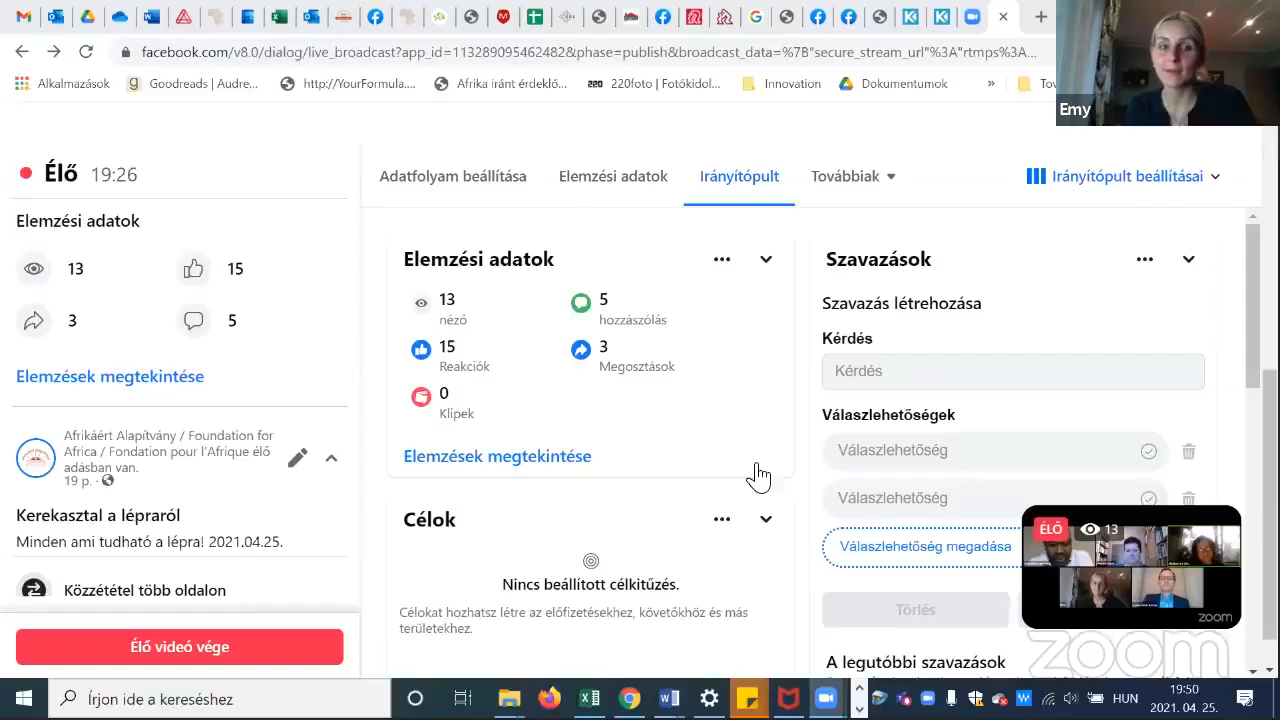 facebook.com/v8.0/dialog/live_broadcast?app_id=113289095462482&phase=publish&broadcast_data=%7B"secure_stream_url"%3A"rtmps%3A...
Alkalmazások
Goodreads | Audre...
http://YourFormula....
Afrika iránt érdeklő...
220foto | Fotókidol...
Innovation
Dokumentumok
»
Emy
Élő 19:26
Elemzési adatok
13 15
3 5
Elemzések megtekintése
Afrikáért Alapítvány / Foundation for
Africa / Fondation pour l'Afrique élő
adásban van.
19 p. ·
Kerekasztal a lépraról
Minden ami tudható a lépra! 2021.04.25.
Közzététel több oldalon
Élő videó vége
Adatfolyam beállítása
Elemzési adatok
Irányítópult
Továbbiak
Irányítópult beállításai
Elemzési adatok
13
néző
5
hozzászólás
15
Reakciók
3
Megosztások
0
Klipek
Elemzések megtekintése
Célok
Nincs beállított célkitűzés.
Célokat hozhatsz létre az előfizetésekhez, követőkhöz és más
területekhez.
Szavazások
Szavazás létrehozása
Kérdés
Kérdés
Válaszlehetőségek
Válaszlehetőség
Válaszlehetőség
Válaszlehetőség megadása
Törlés
A legutóbbi szavazások
ÉLŐ 13
zoom
zoom
Írjon ide a kereséshez
HUN
19:50
2021. 04. 25.